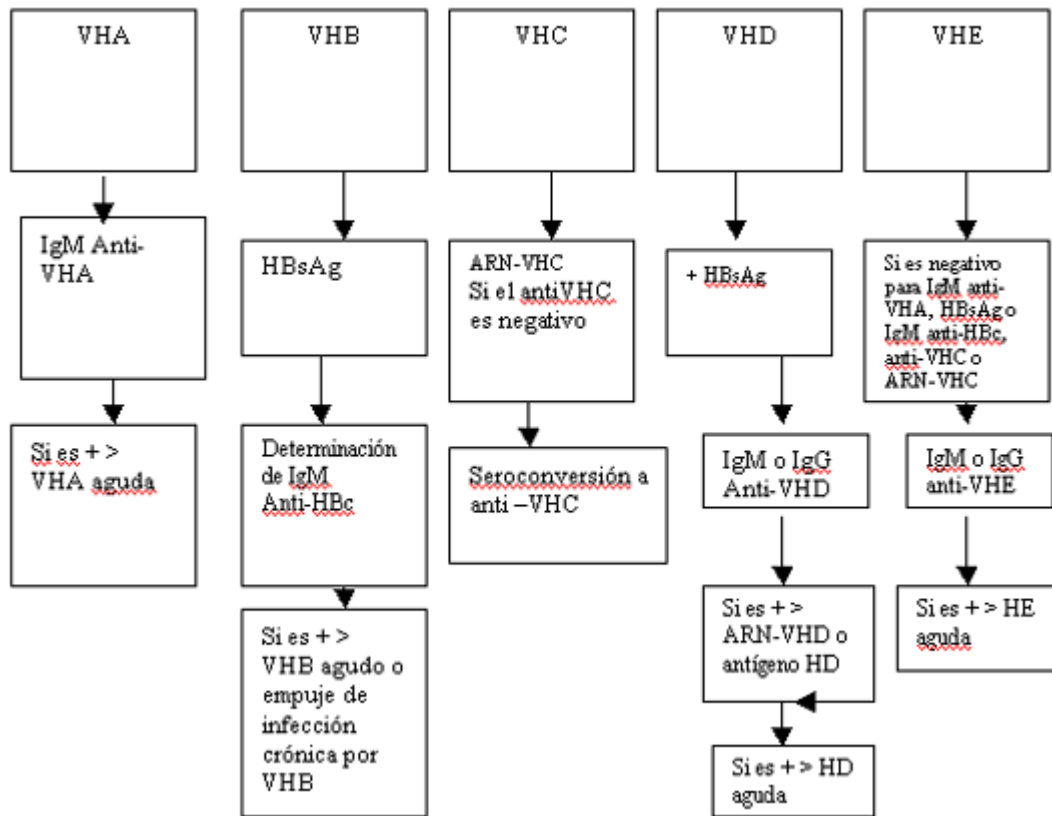 VHA
IgM Anti-
VHA
Si es + >
VHA aguda
VHB
HBsAg
Determinación
de IgM
Anti-HBc
Si es + >
VHB agudo o
empuje de
infección
crónica por
VHB
VHC
ARN-VHC
Si el antiVHC
es negativo
Seroconversión a
anti –VHC
VHD
+ HBsAg
IgM o IgG
Anti-VHD
Si es + >
ARN-VHD o
antígeno HD
Si es + > HD
aguda
VHE
Si es negativo
para IgM anti-
VHA, HBsAg o
IgM anti-HBc,
anti-VHC o
ARN-VHC
IgM o IgG
anti-VHE
Si es + > HE
aguda